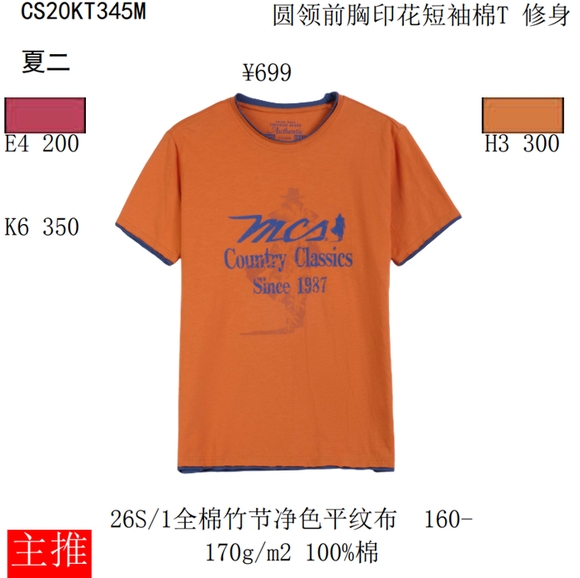 CS20KT345M
圆领前胸印花短袖棉T 修身
夏二
¥699
E4 200
H3 300
K6 350
Authentic
mcs
Country Classics
Since 1987
26S/1全棉竹节净色平纹布 160-
170g/m2 100%棉
主推